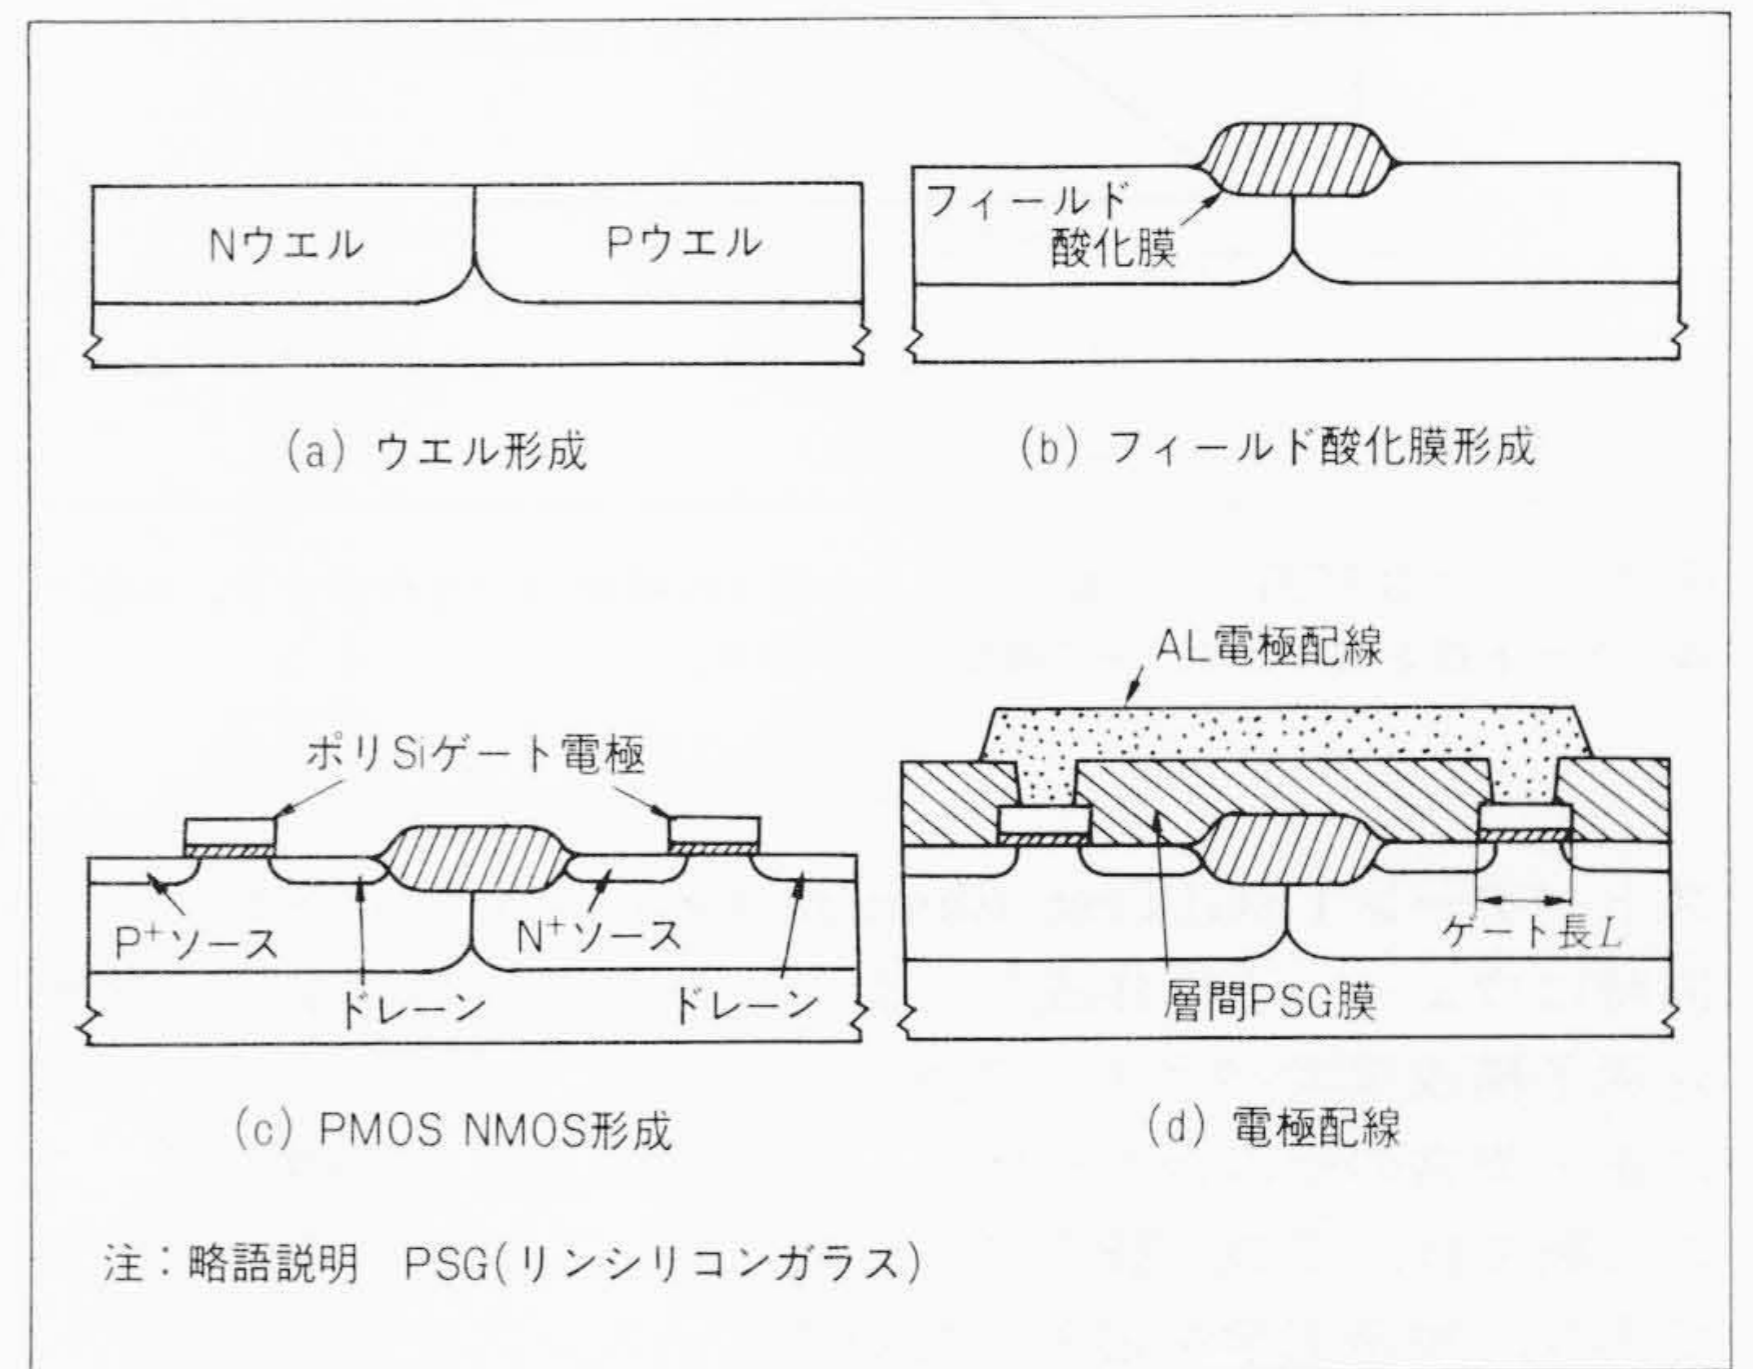 Nウエル
Pウエル
(a) ウエル形成
フィールド
酸化膜
(b) フィールド酸化膜形成
ポリSiゲート電極
P+ソース
N+ソース
ドレーン
ドレーン
(c) PMOS NMOS形成
AL電極配線
ゲート長L
層間PSG膜
(d) 電極配線
注：略語説明　PSG(リンシリコンガラス)